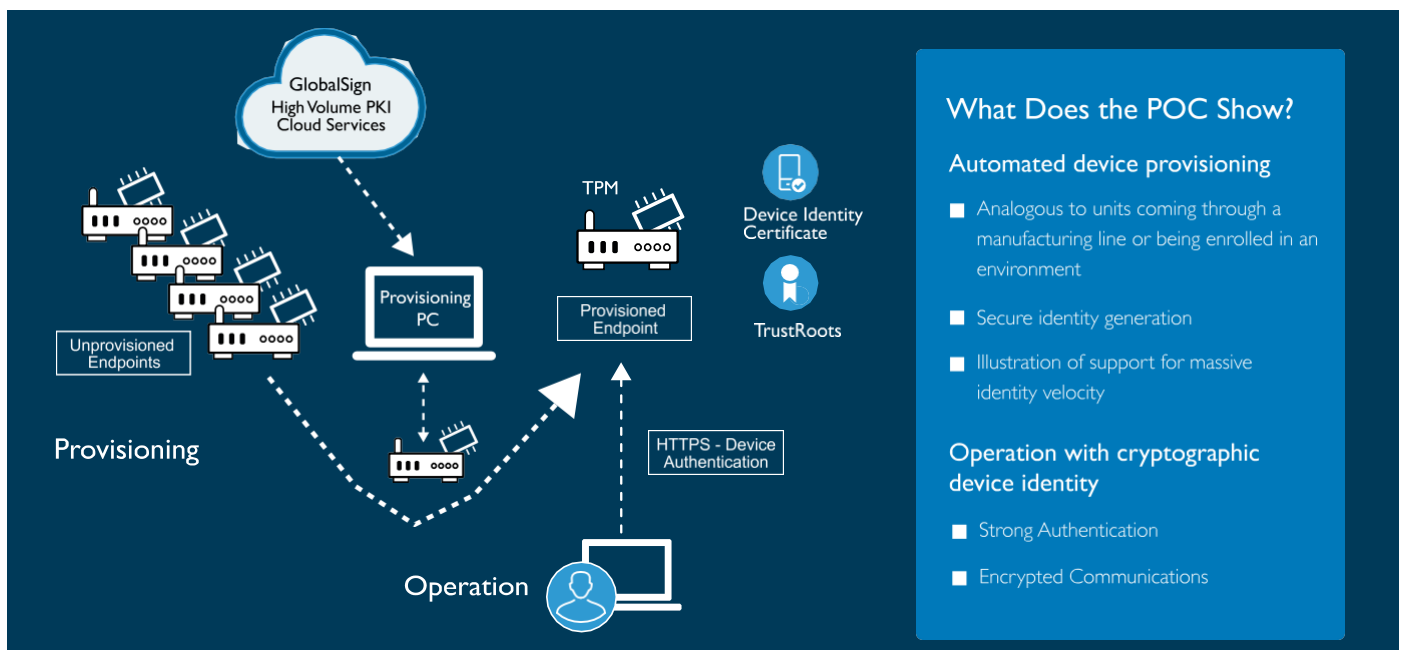 GlobalSign
High Volume PKI
Cloud Services
TPM
Device Identity
Certificate
TrustRoots
Provisioning
PC
Provisioned
Endpoint
Unprovisioned
Endpoints
Provisioning
HTTPS - Device
Authentication
Operation
What Does the POC Show?
Automated device provisioning
Analogous to units coming through a
manufacturing line or being enrolled in an
environment
Secure identity generation
Illustration of support for massive
identity velocity
Operation with cryptographic
device identity
Strong Authentication
Encrypted Communications